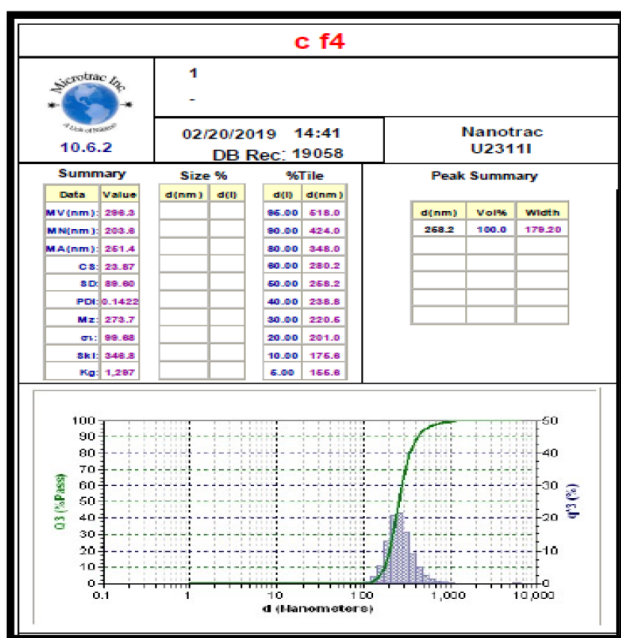 c f4
Microtrac Inc
10.6.2
1
-
02/20/2019 14:41
DB Rec: 19058
Nanotrac
U2311I
Summary
Data Value
MV(nm): 296.3
MN(nm): 203.6
MA(nm): 251.4
CS: 23.87
SD: 89.60
PDI: 0.1422
Mz: 273.7
σ1: 99.68
Ski: 346.8
Kg: 1,297
Size %
d(nm) d(l)
%Tile
d(l) d(nm)
95.00 518.0
90.00 424.0
80.00 348.0
60.00 280.2
50.00 258.2
40.00 238.8
30.00 220.5
20.00 201.0
10.00 175.6
5.00 155.6
Peak Summary
d(nm) Vol% Width
258.2 100.0 179.20
Q3 (%Pass)
100
90
80
70
60
50
40
30
20
10
0
50
40
30
20
10
0
q*3 (%)
0.1 1 10 100 1,000 10,000
d (Nanometers)